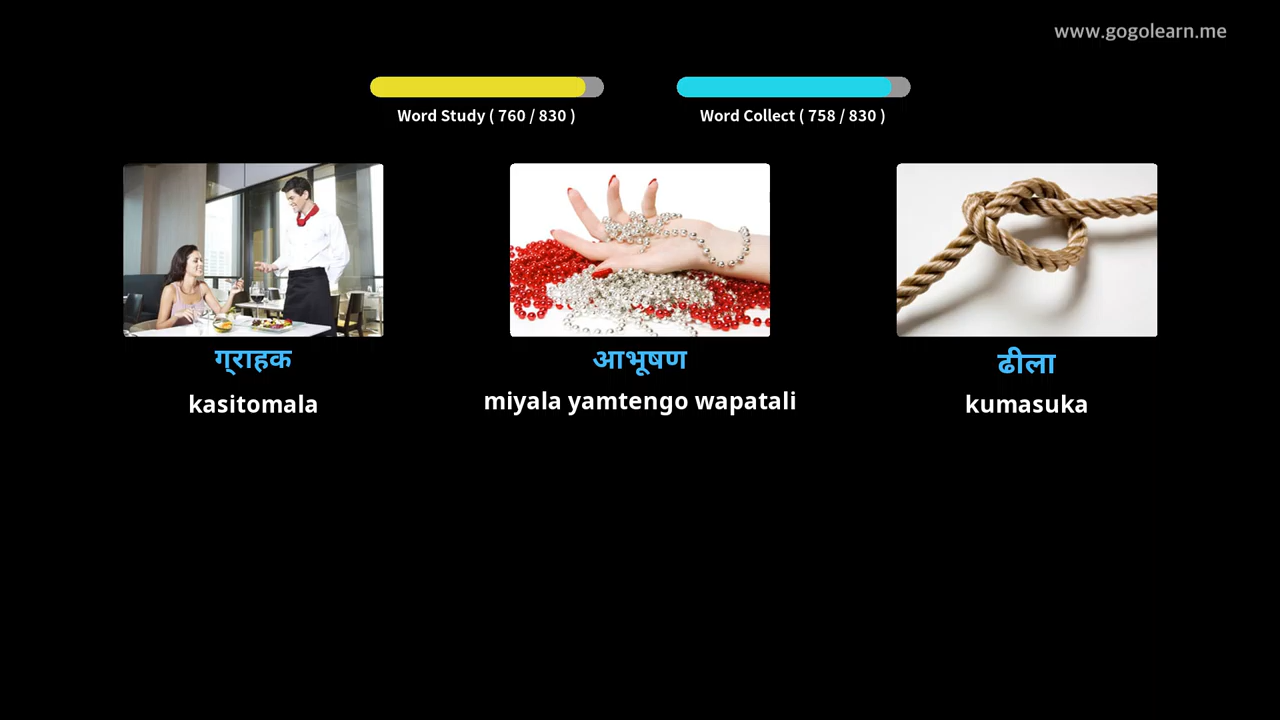 www.gogolearn.me
Word Study ( 760 / 830 )
Word Collect ( 758 / 830 )
ग्राहक
आभूषण
ढीला
kasitomala
miyala yamtengo wapatali
kumasuka